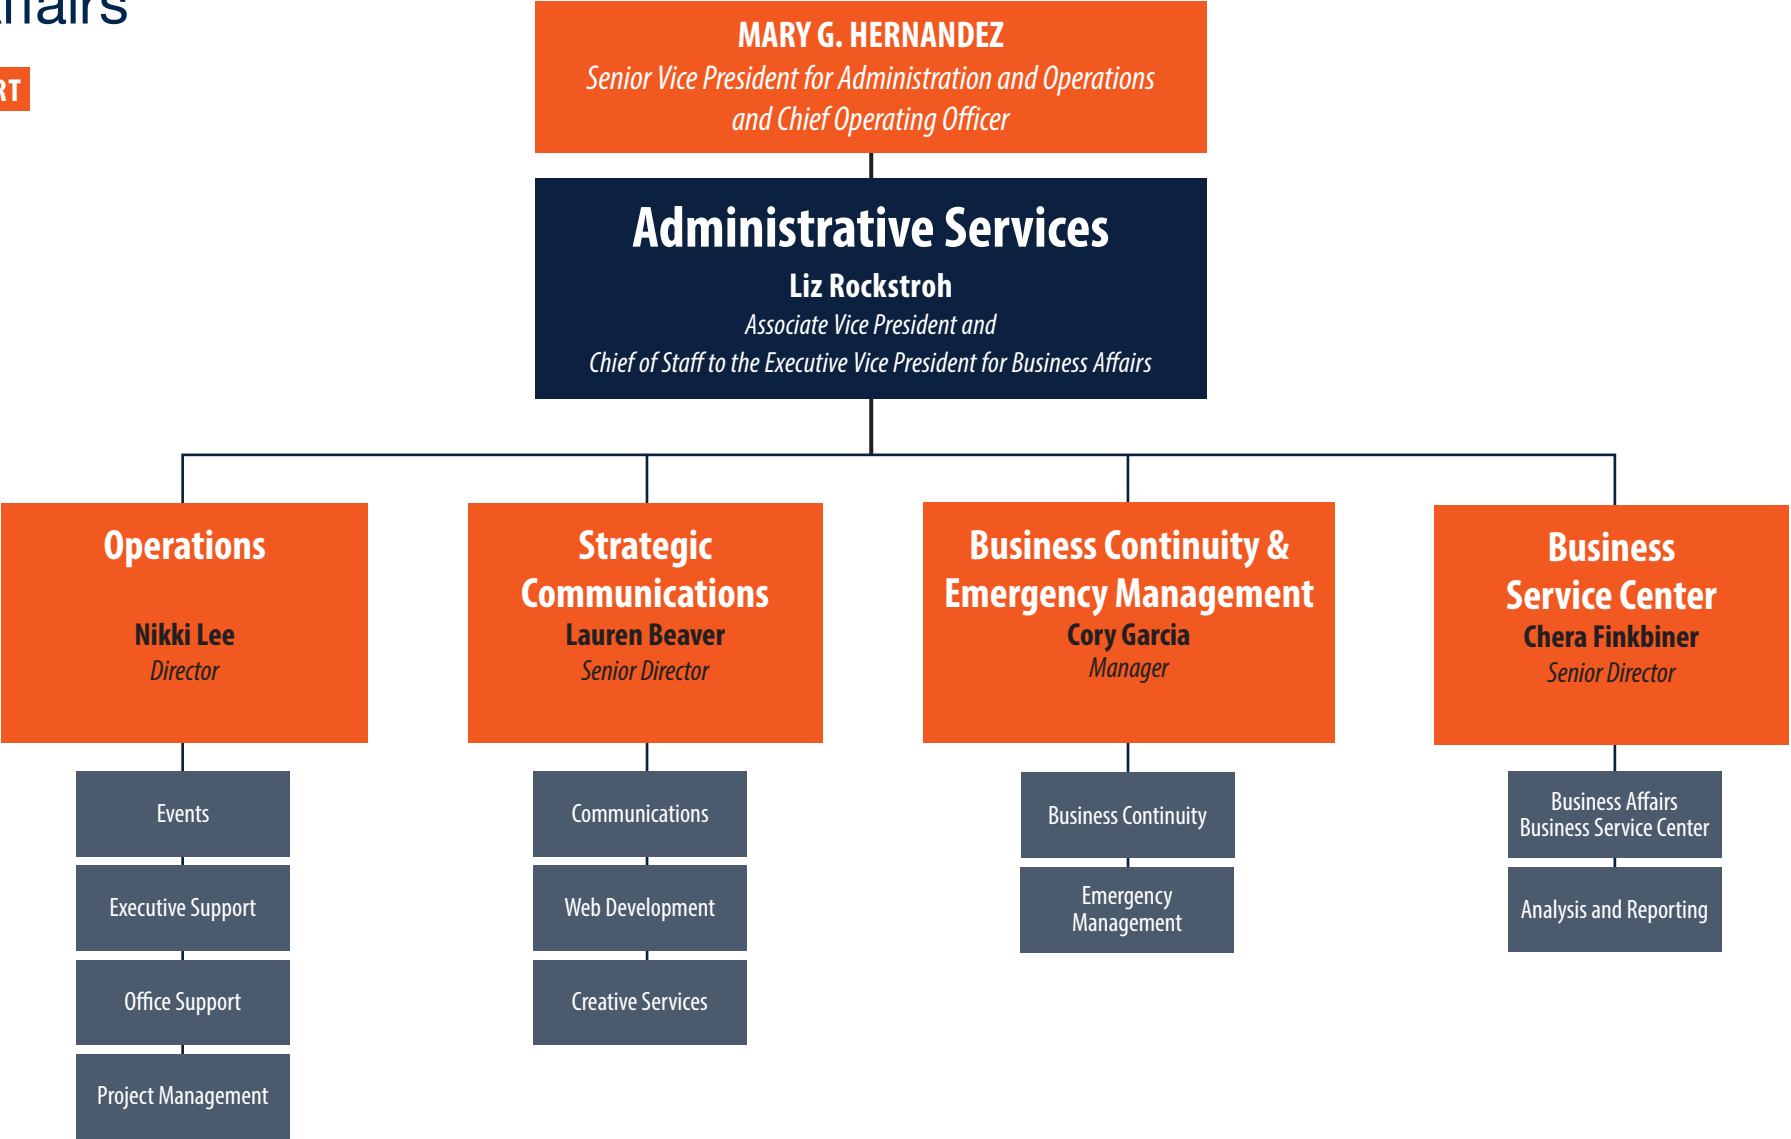 MARY G. HERNANDEZ
Senior Vice President for Administration and Operations
and Chief Operating Officer
Administrative Services
Liz Rockstroh
Associate Vice President and
Chief of Staff to the Executive Vice President for Business Affairs
Operations
Nikki Lee
Director
Strategic
Communications
Lauren Beaver
Senior Director
Business Continuity &
Emergency Management
Cory Garcia
Manager
Business
Service Center
Chera Finkbiner
Senior Director
Events
Executive Support
Office Support
Project Management
Communications
Web Development
Creative Services
Business Continuity
Emergency
Management
Business Affairs
Business Service Center
Analysis and Reporting